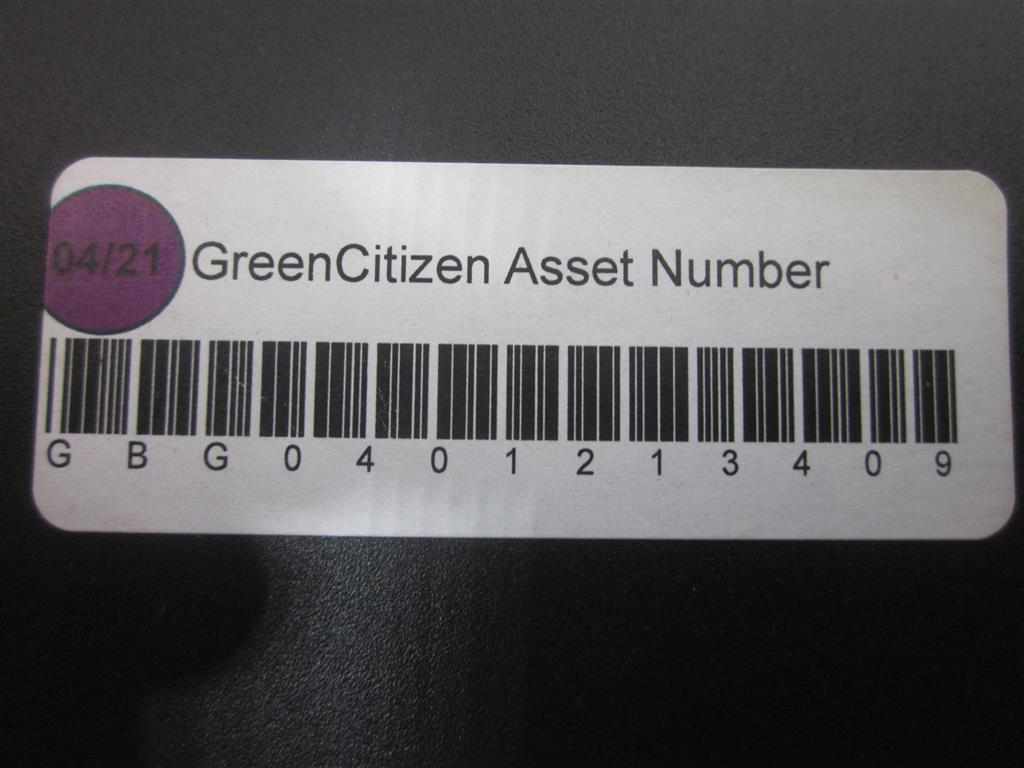 04/21 GreenCitizen Asset Number
G B G 0 4 0 1 2 1 3 4 0 9